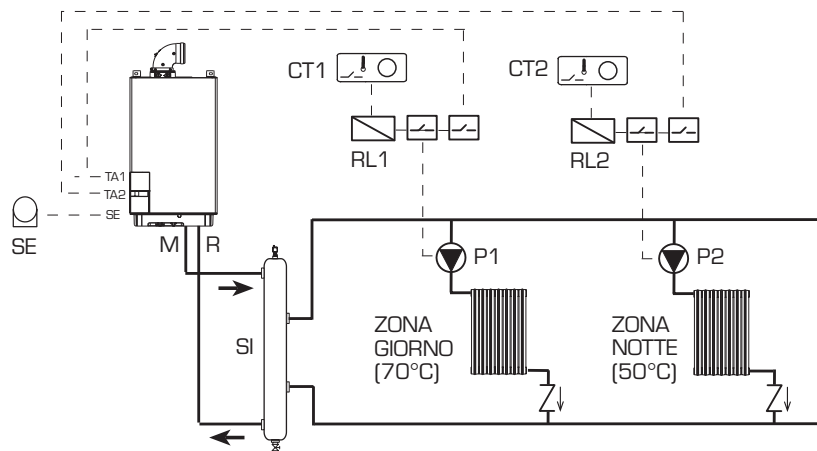 CT1
CT2
RL1
RL2
TA1
TA2
SE
SE
M R
P1
P2
SI
ZONA
GIORNO
(70°C)
ZONA
NOTTE
(50°C)